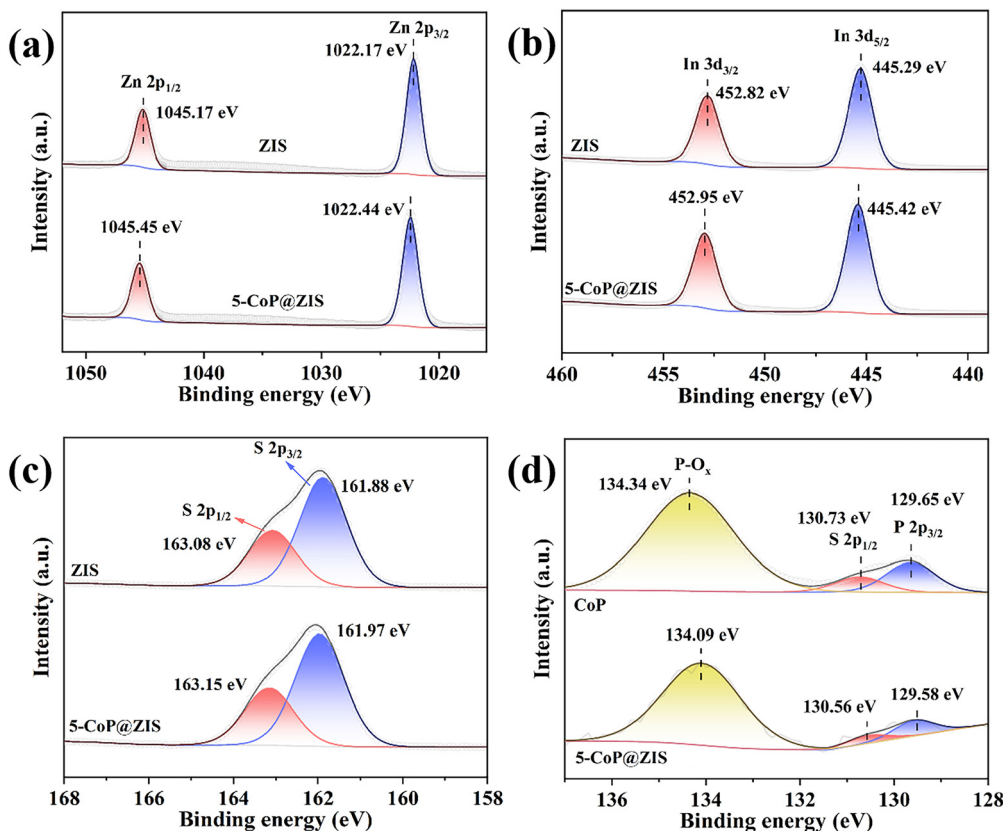 (a)
Zn 2p3/2
1022.17 eV
Zn 2p1/2
1045.17 eV
ZIS
1022.44 eV
1045.45 eV
5-CoP@ZIS
Intensity (a.u.)
1050 1040 1030 1020
Binding energy (eV)
(b)
In 3d5/2
In 3d3/2
445.29 eV
452.82 eV
ZIS
452.95 eV
445.42 eV
5-CoP@ZIS
Intensity (a.u.)
460 455 450 445 440
Binding energy (eV)
(c)
S 2p3/2
161.88 eV
S 2p1/2
163.08 eV
ZIS
161.97 eV
163.15 eV
5-CoP@ZIS
Intensity (a.u.)
168 166 164 162 160 158
Binding energy (eV)
(d)
P-Ox
134.34 eV
129.65 eV
130.73 eV
P 2p3/2
S 2p1/2
CoP
134.09 eV
129.58 eV
130.56 eV
5-CoP@ZIS
Intensity (a.u.)
136 134 132 130 128
Binding energy (eV)